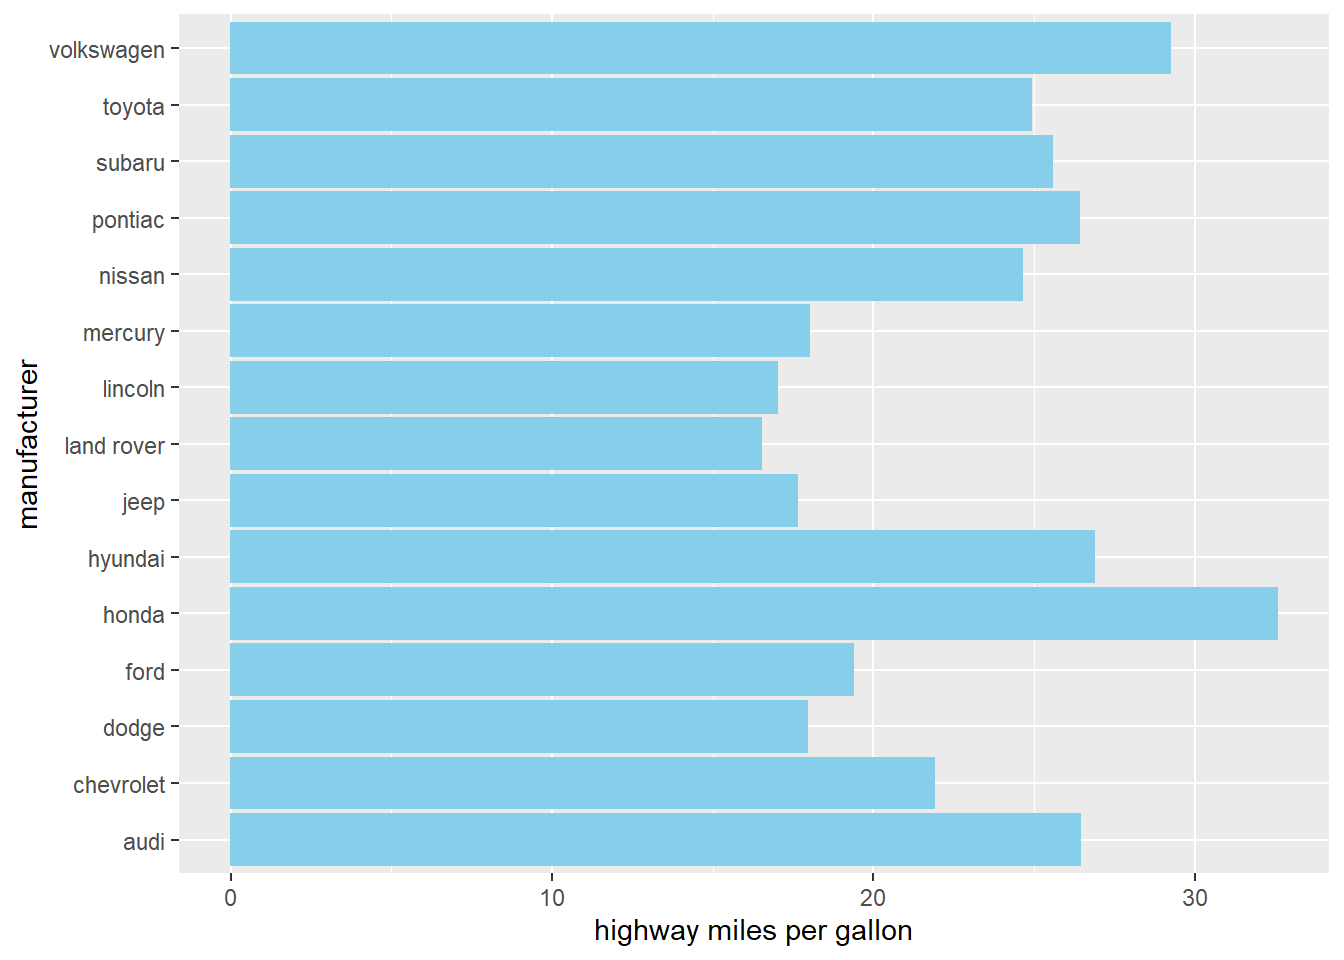 volkswagen
toyota
subaru
pontiac
nissan
mercury
lincoln
land rover
jeep
hyundai
honda
ford
dodge
chevrolet
audi
manufacturer
0 10 20 30
highway miles per gallon